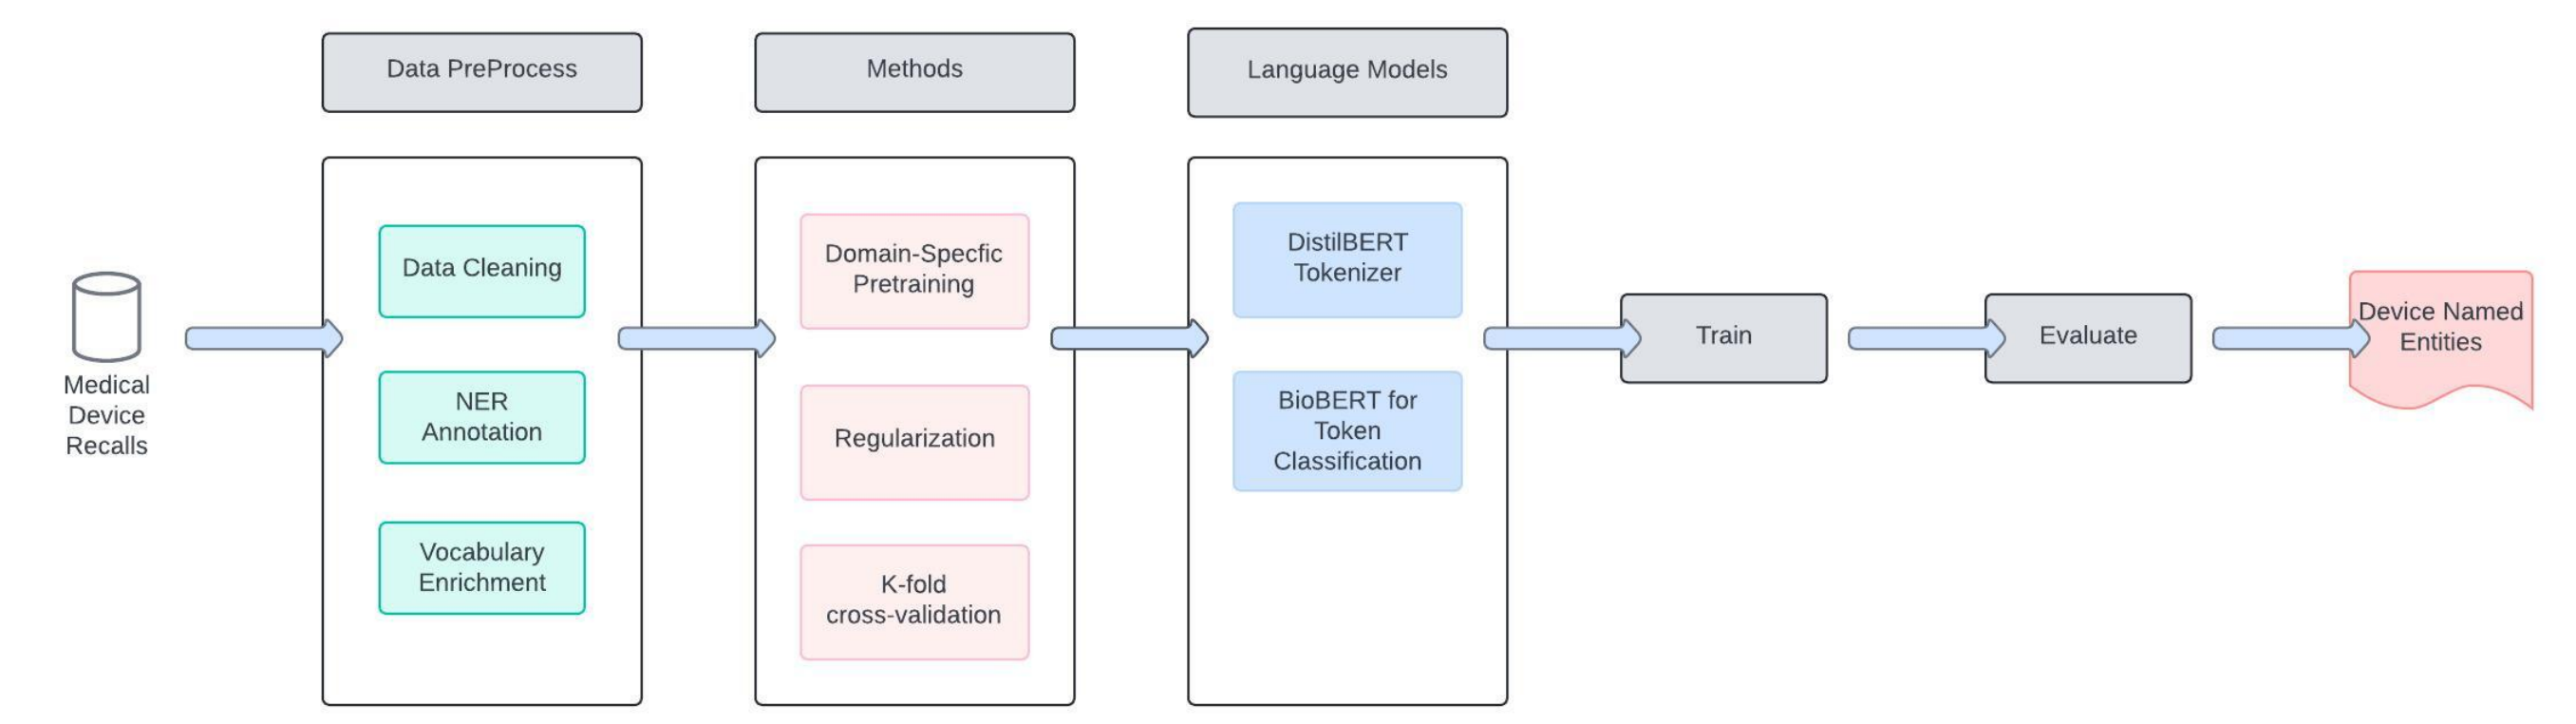 Data PreProcess
Methods
Language Models
Medical
Device
Recalls
Data Cleaning
NER
Annotation
Vocabulary
Enrichment
Domain-Specfic
Pretraining
Regularization
K-fold
cross-validation
DistilBERT
Tokenizer
BioBERT for
Token
Classification
Train
Evaluate
Device Named
Entities